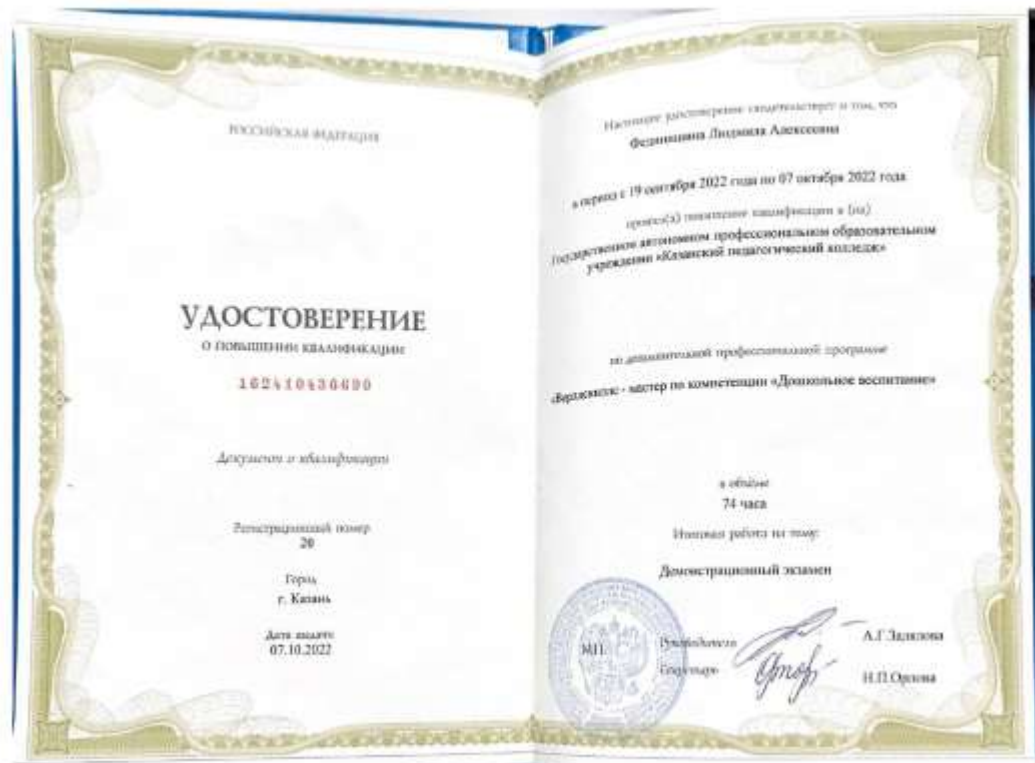 РОССИЙСКАЯ ФЕДЕРАЦИЯ
УДОСТОВЕРЕНИЕ
О ПОВЫШЕНИИ КВАЛИФИКАЦИИ
162410436690
Документ о квалификации
Регистрационный номер
20
Город
г. Казань
Дата выдачи
07.10.2022
Настоящее удостоверение свидетельствует о том, что
Людмила Алексеевна
в период с 19 сентября 2022 года по 07 октября 2022 года
прошел(а) повышение квалификации в (на)
Государственном автономном профессиональном образовательном
учреждении «Казанский педагогический колледж»
по дополнительной профессиональной программе
«Ворлдскиллс - мастер по компетенции «Дошкольное воспитание»
в объёме
74 часа
Итоговая работа на тему:
Демонстрационный экзамен
М.П.
Руководитель
А.Г.Залялова
Секретарь
Н.П.Орлова